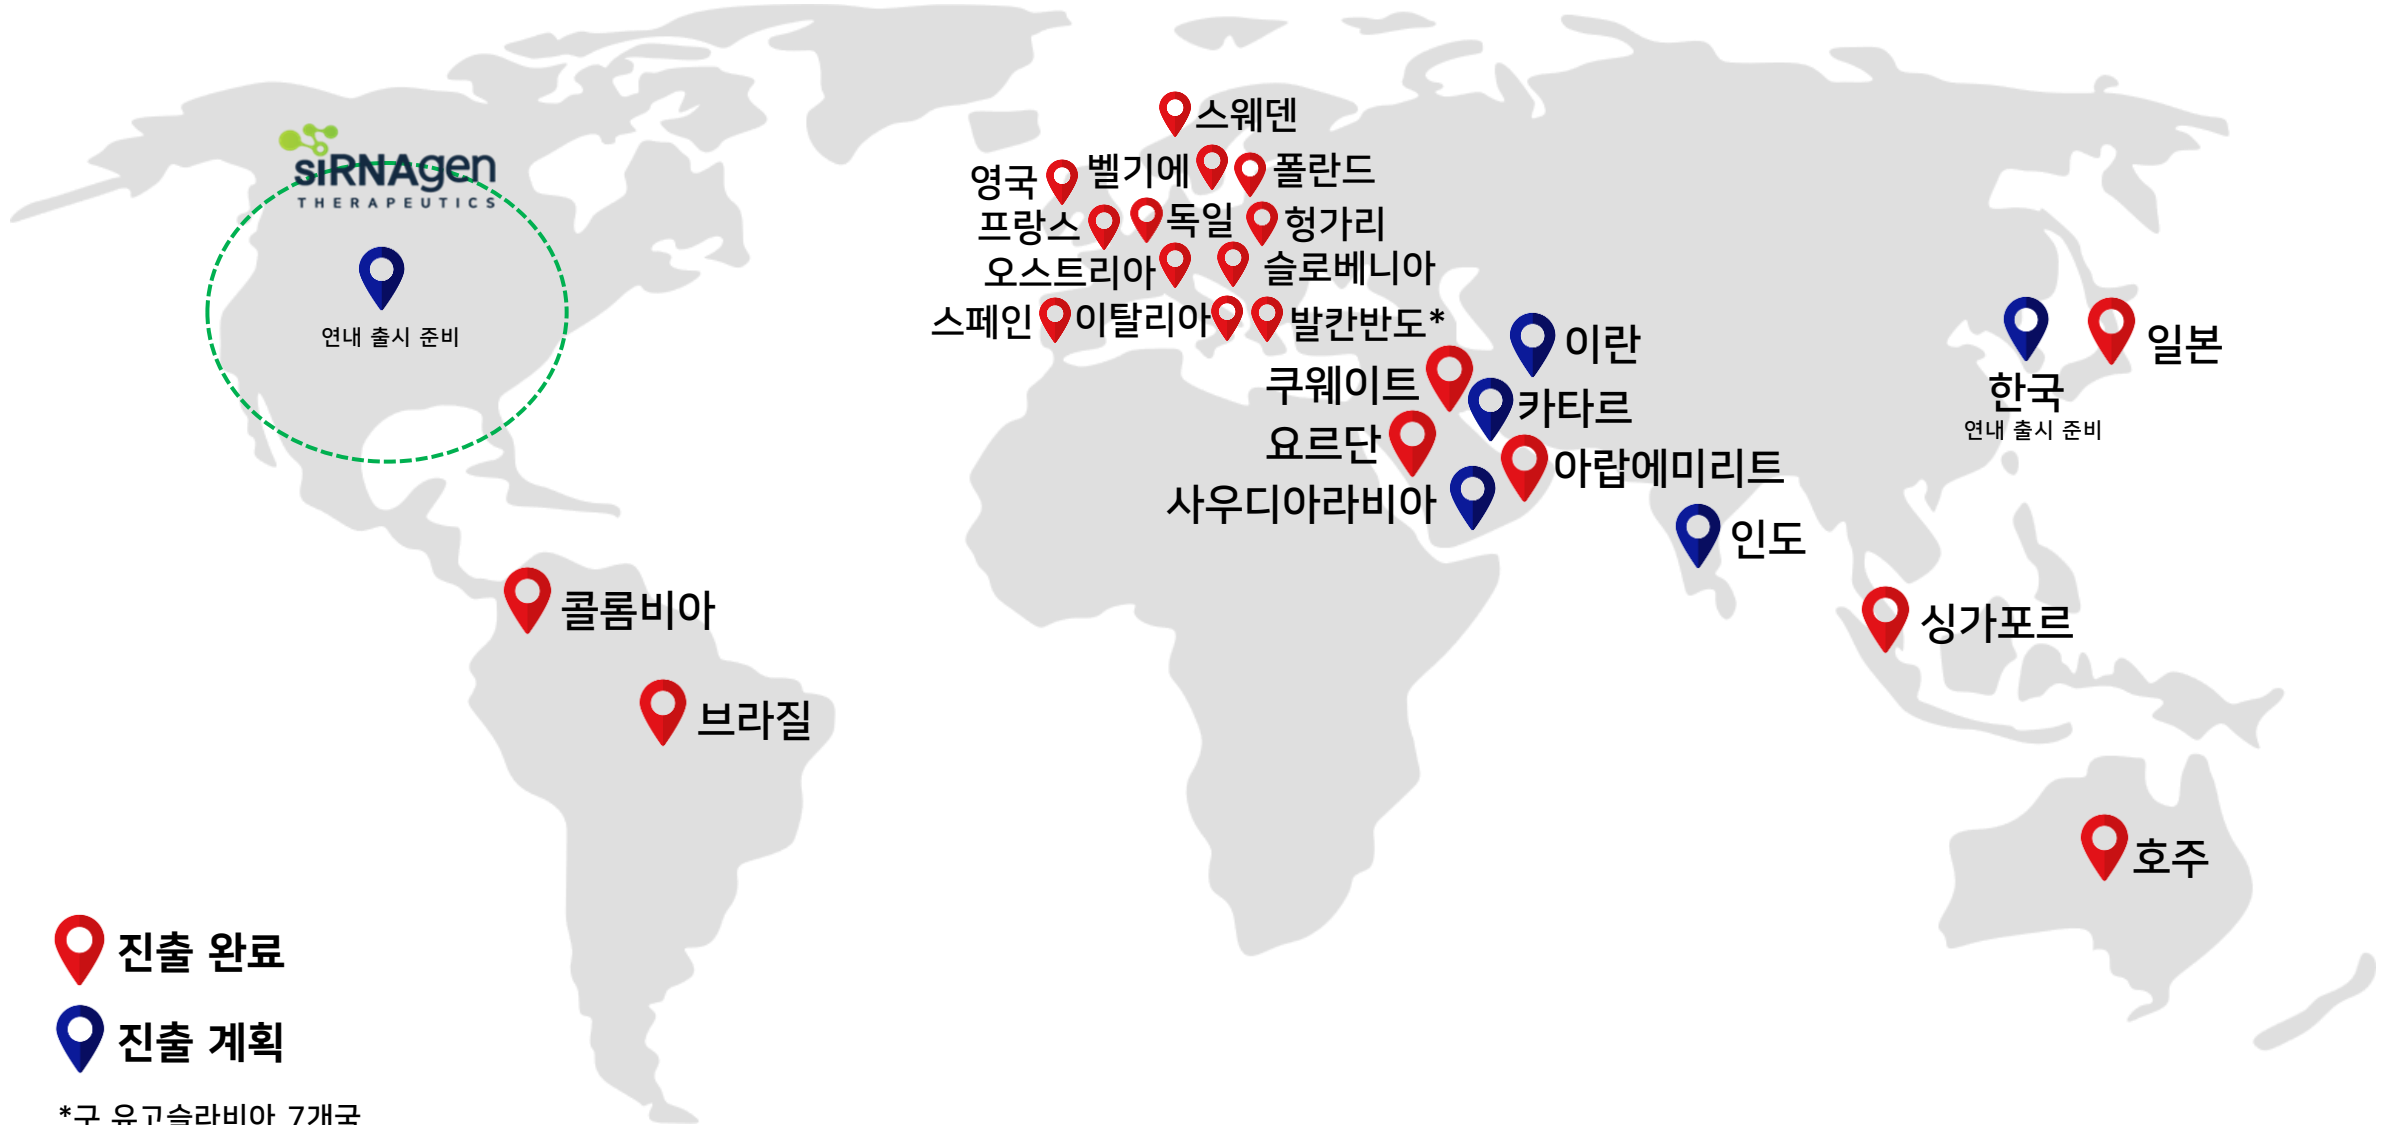 siRNAgen
THERAPEUTICS
연내 출시 준비
스웨덴
영국
벨기에
폴란드
프랑스
독일
헝가리
오스트리아
슬로베니아
스페인
이탈리아
발칸반도*
이란
쿠웨이트
카타르
요르단
아랍에미리트
사우디아라비아
인도
한국
연내 출시 준비
일본
싱가포르
콜롬비아
브라질
호주
진출 완료
진출 계획
*구 유고슬라비아 7개국